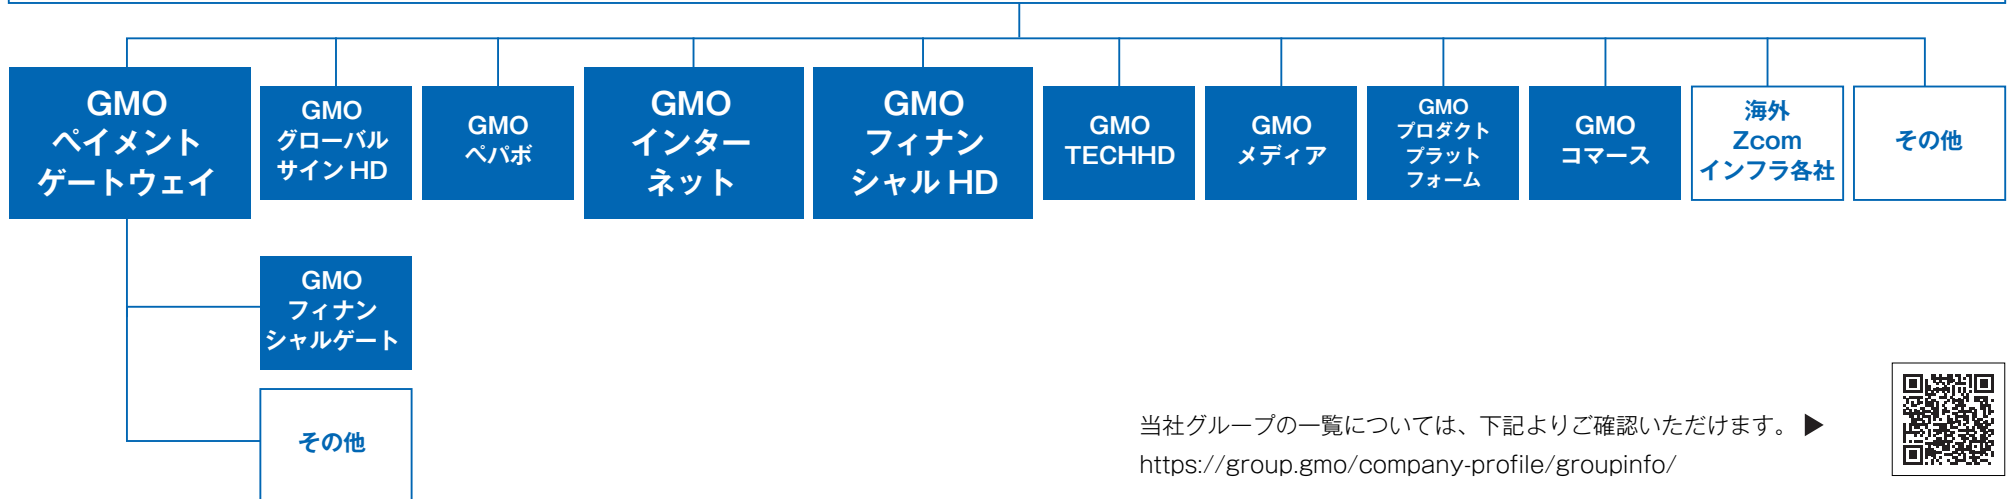 GMO
ペイメント
ゲートウェイ
GMO
グローバル
サイン HD
GMO
ペパボ
GMO
インター
ネット
GMO
フィナン
シャル HD
GMO
TECHHD
GMO
メディア
GMO
プロダクト
プラット
フォーム
GMO
コマース
海外
Zcom
インフラ各社
その他
GMO
フィナン
シャルゲート
その他
当社グループの一覧については、下記よりご確認いただけます。▶
https://group.gmo/company-profile/groupinfo/